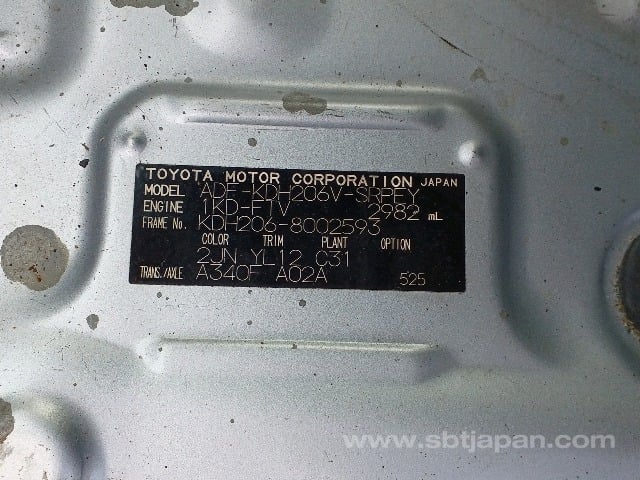 TOYOTA MOTOR CORPORATION JAPAN
MODEL ADF-KDH206V-SRPEY
ENGINE 1KD-FTV 2982 mL
FRAME No. KDH206-8002593
COLOR TRIM PLANT OPTION
2JN YL12 C31
TRANS./AXLE A340F A02A 525
www.sbtjapan.com